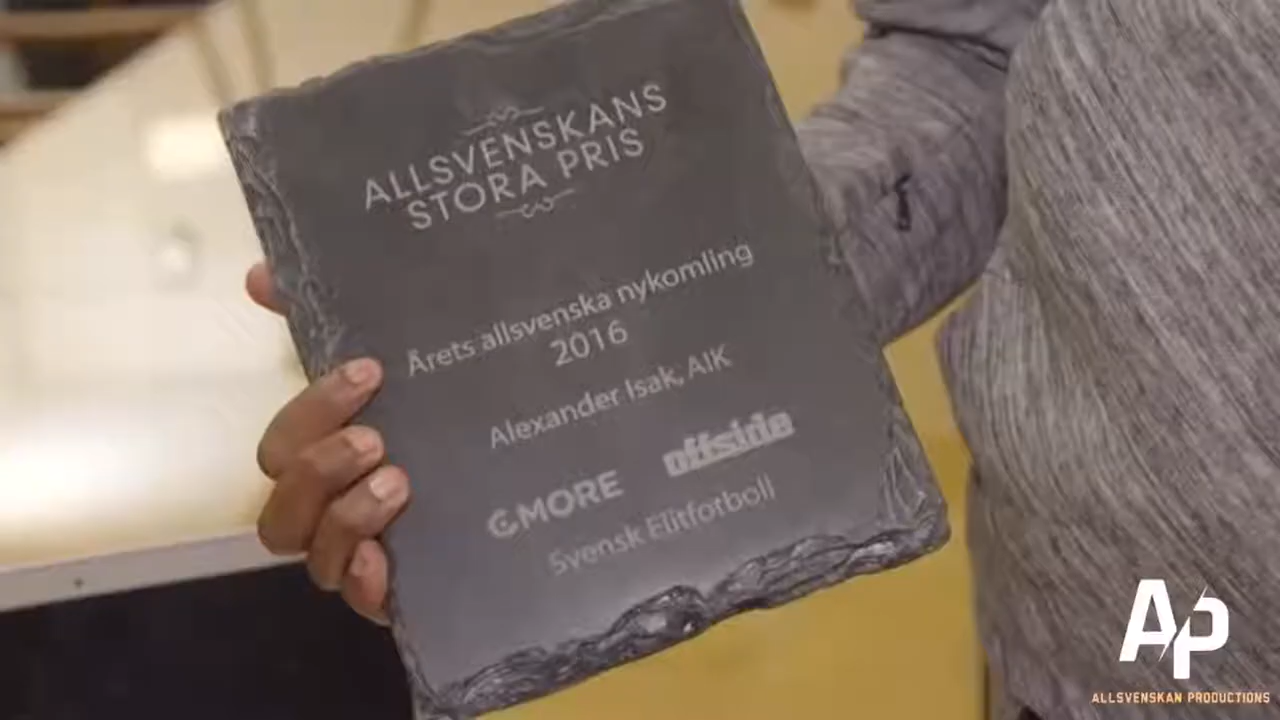 ALLSVENSKANS
STORA PRIS
Årets allsvenska nykomling
2016
Alexander Isak, AIK
CMORE offside
Svensk Elitfotboll
AP
ALLSVENSKAN PRODUCTIONS